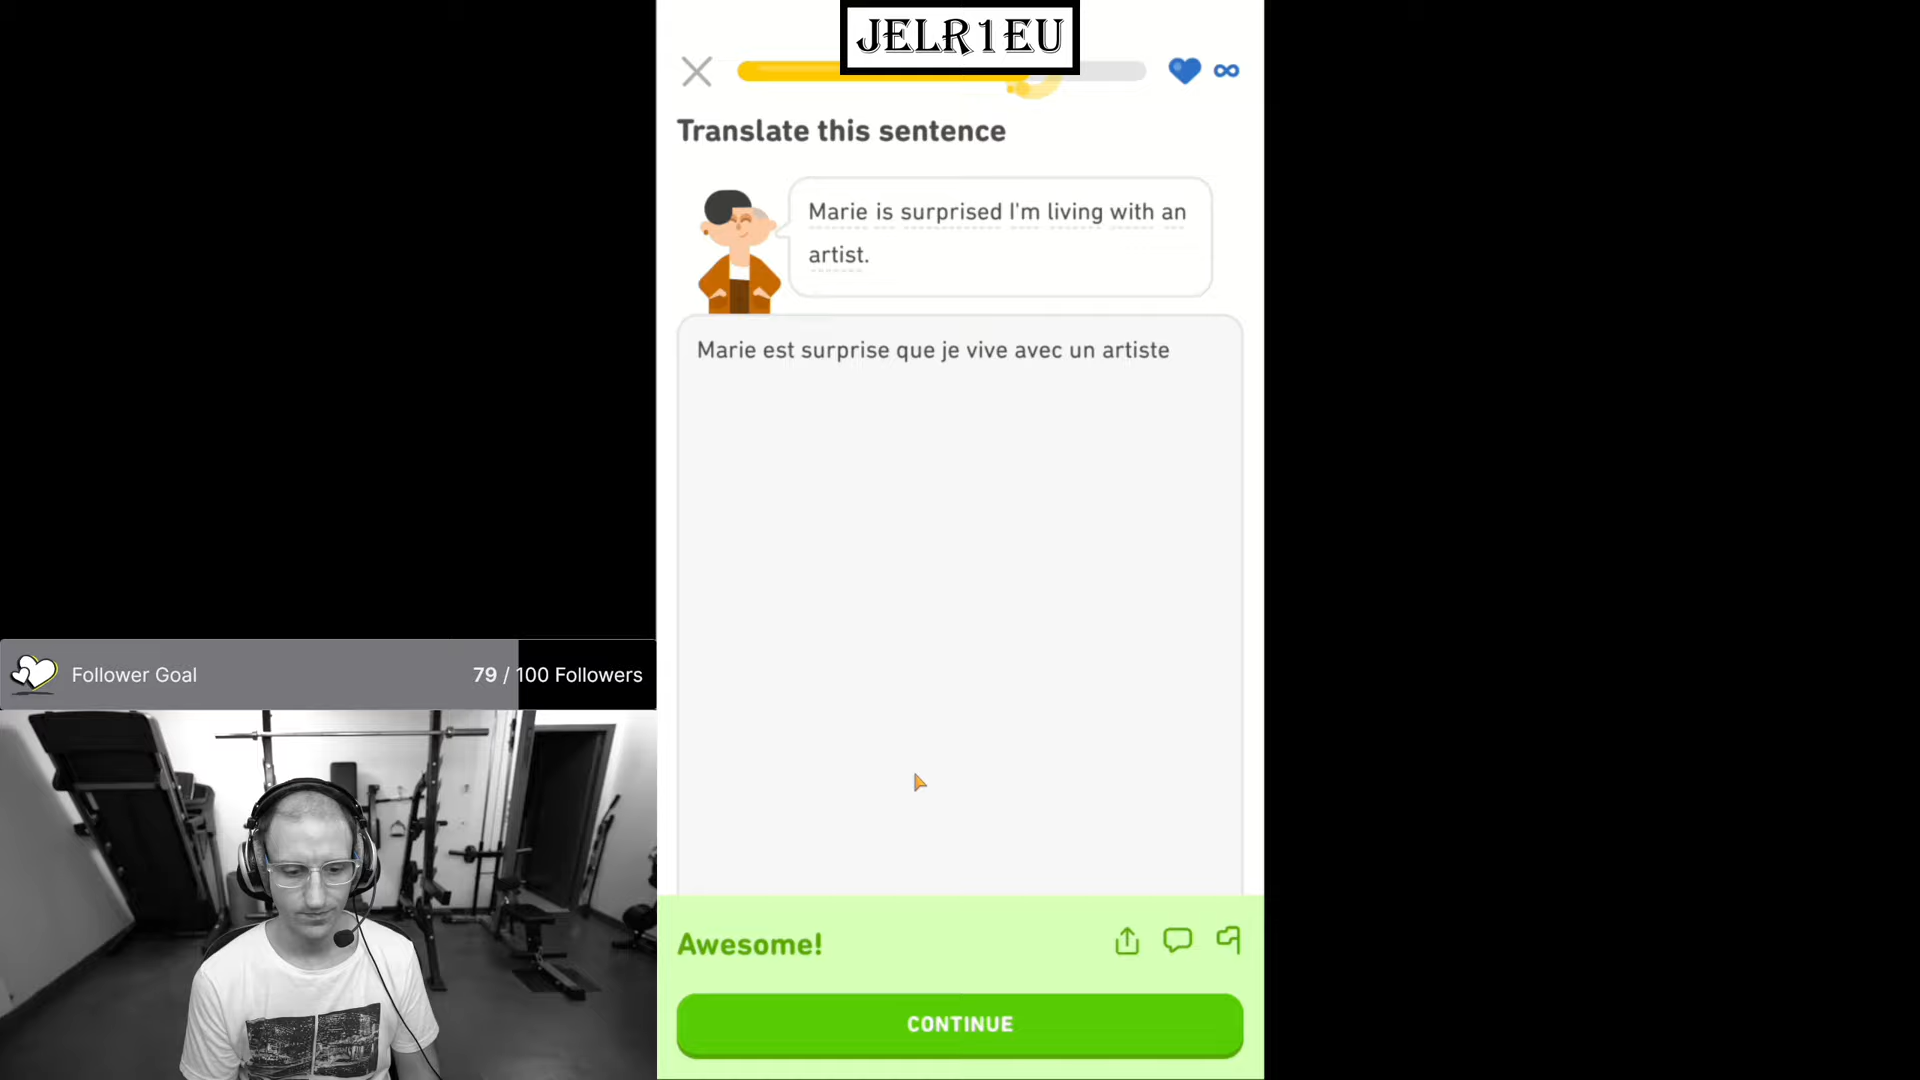 JELR1EU
Translate this sentence
Marie is surprised I'm living with an
artist.
Marie est surprise que je vive avec un artiste
Follower Goal
79 / 100 Followers
Awesome!
CONTINUE